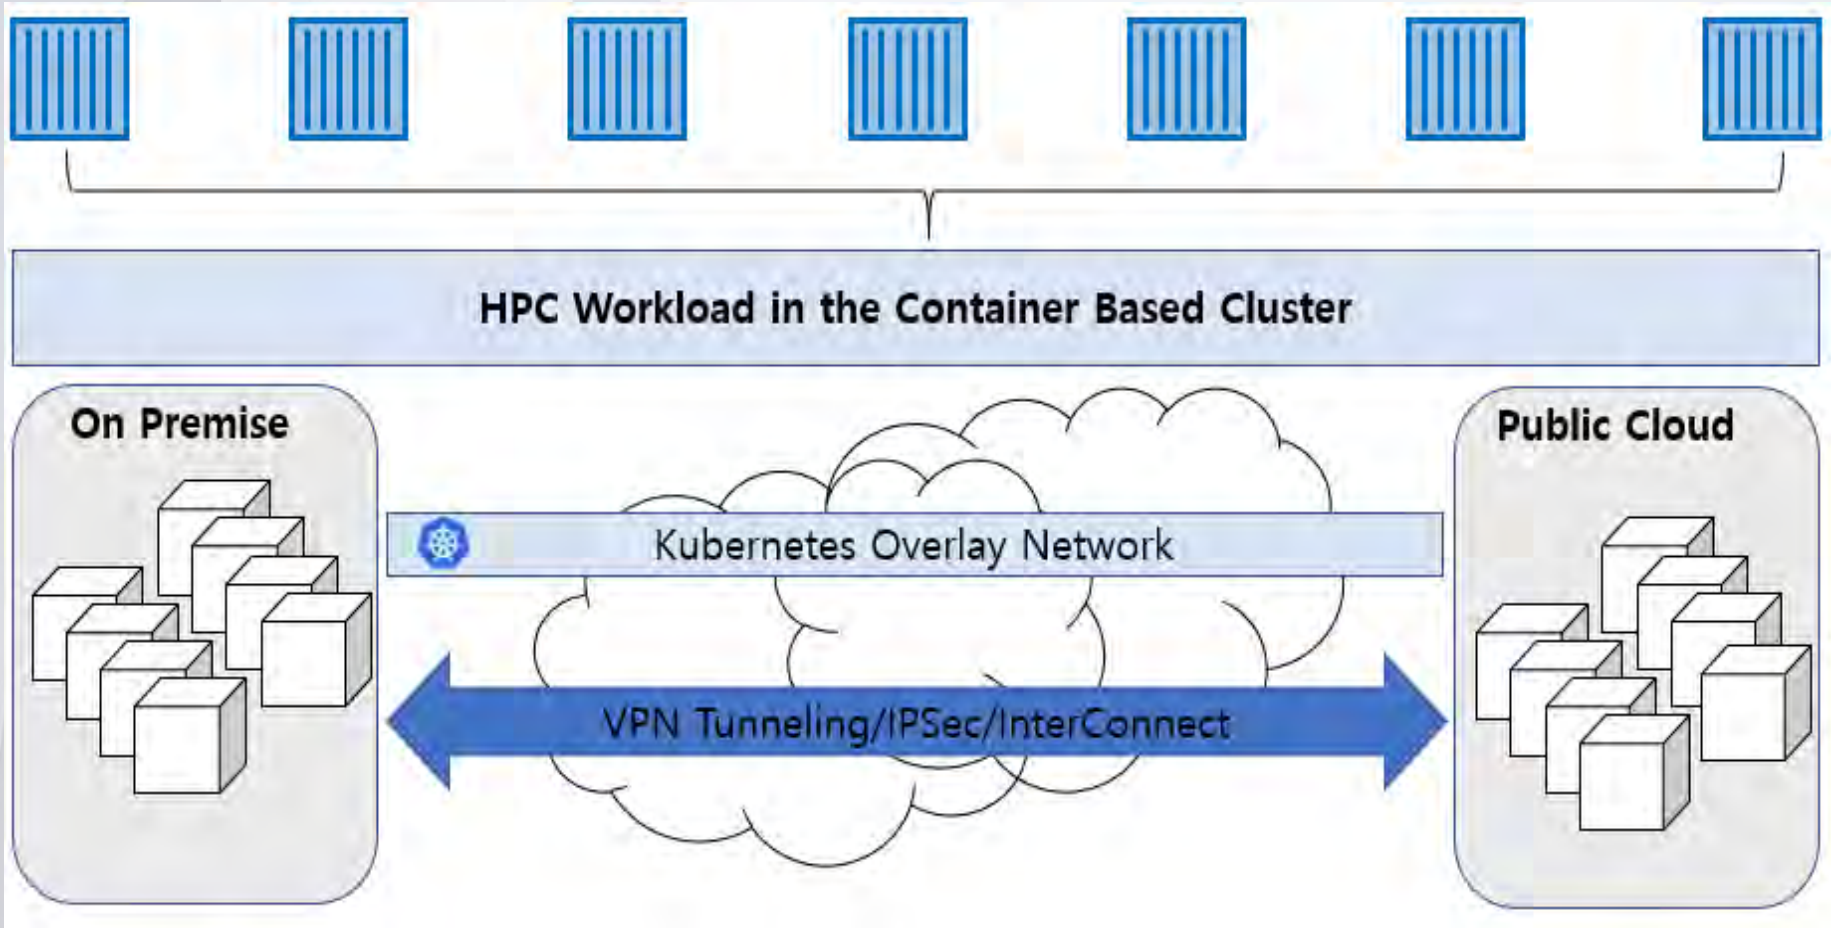 HPC Workload in the Container Based Cluster
On Premise
Public Cloud
Kubernetes Overlay Network
VPN Tunneling/IPSec/InterConnect